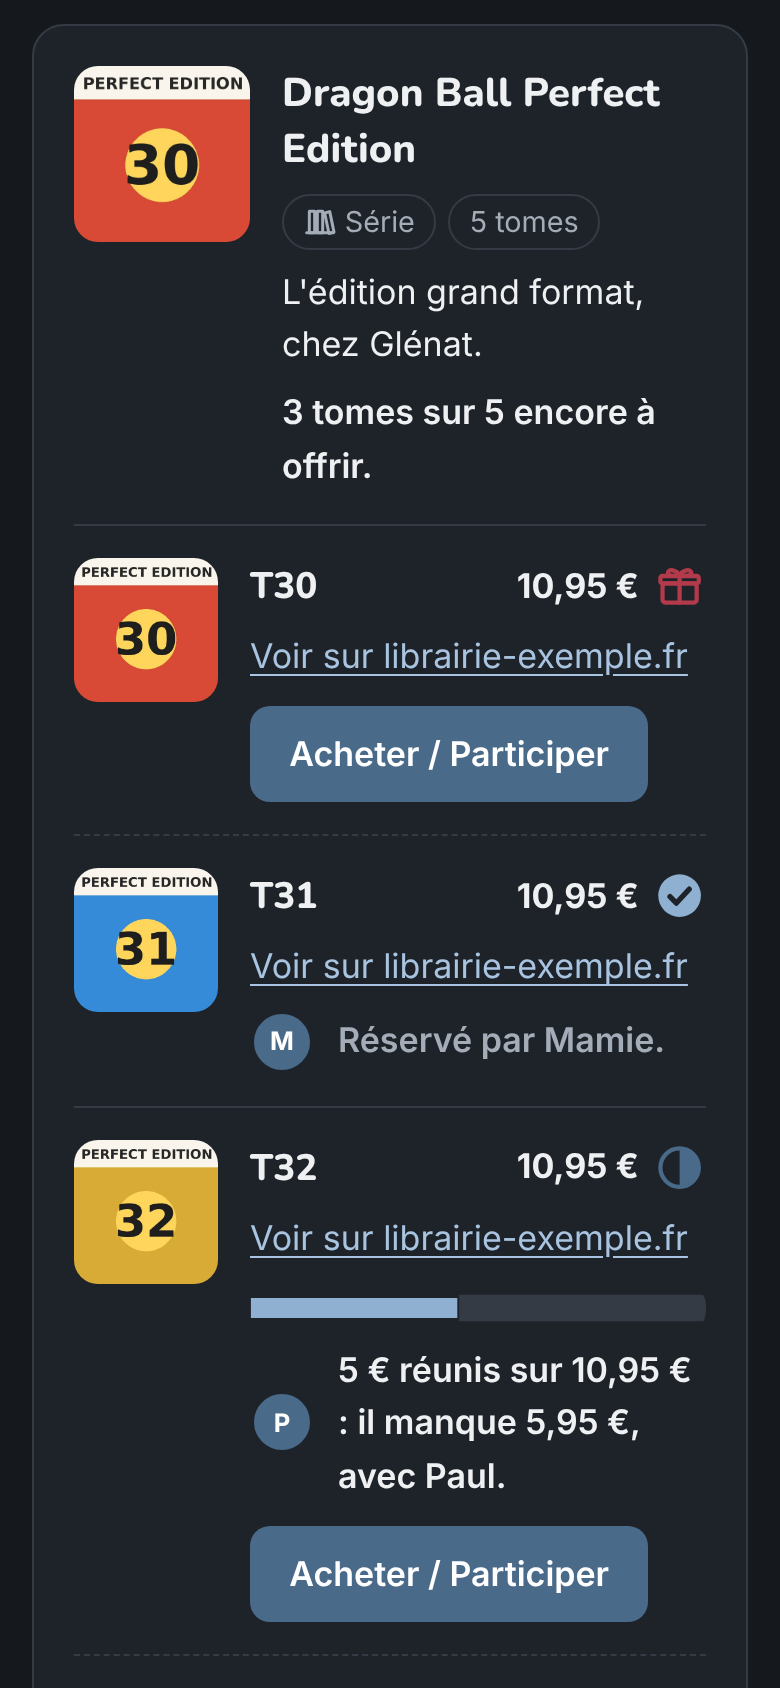 PERFECT EDITION
30
Dragon Ball Perfect
Edition
Série
5 tomes
L'édition grand format,
chez Glénat.
3 tomes sur 5 encore à
offrir.
PERFECT EDITION
30
T30
10,95 €
Voir sur librairie-exemple.fr
Acheter / Participer
PERFECT EDITION
31
T31
10,95 €
Voir sur librairie-exemple.fr
M
Réservé par Mamie.
PERFECT EDITION
32
T32
10,95 €
Voir sur librairie-exemple.fr
P
5 € réunis sur 10,95 €
: il manque 5,95 €,
avec Paul.
Acheter / Participer